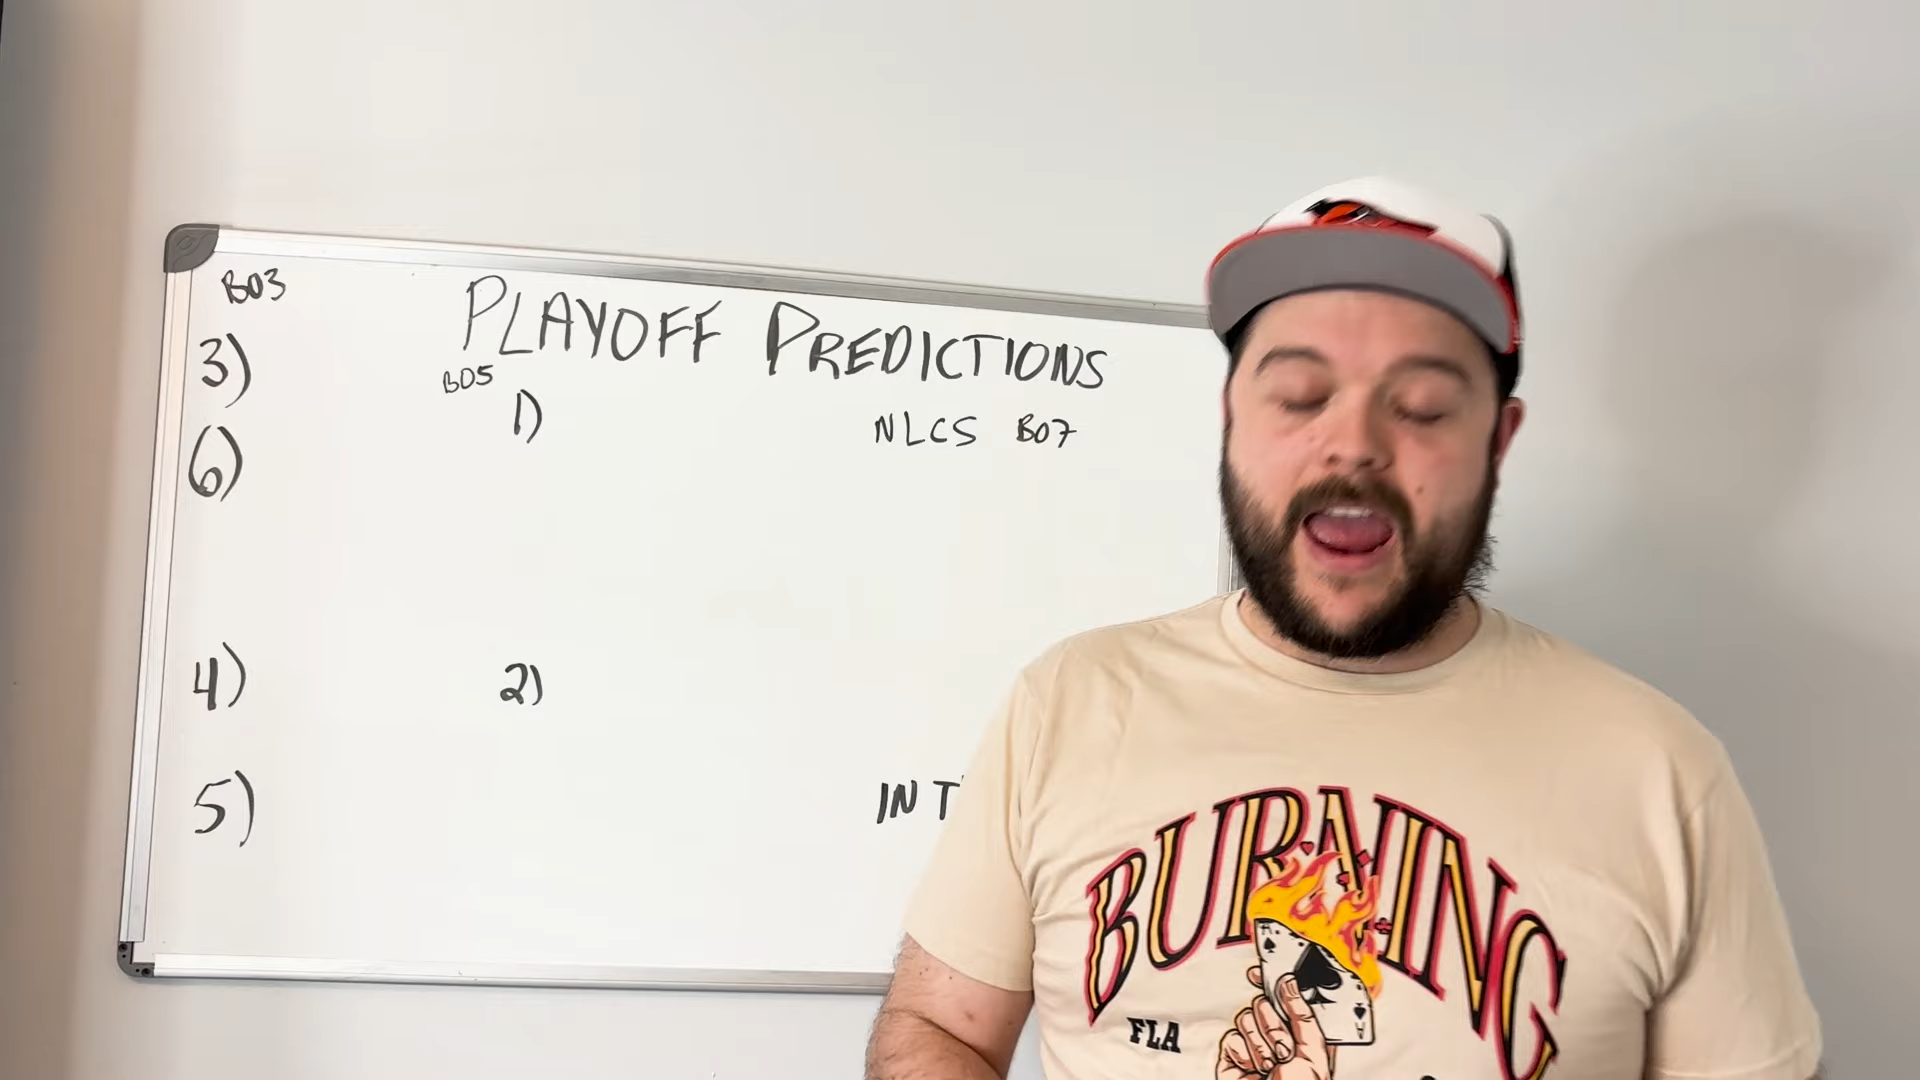 BO3
PLAYOFF PREDICTIONS
3)
BO5
1)
NLCS BO7
6)
4)
2)
5)
IN T
BURNING
FLA
A